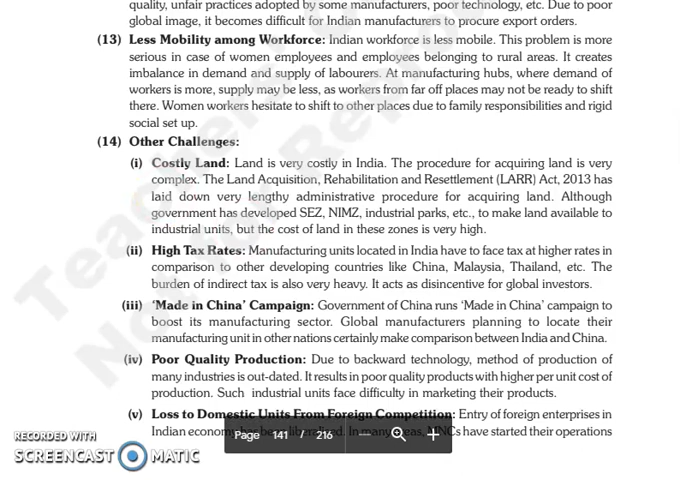 quality, unfair practices adopted by some manufacturers, poor technology, etc. Due to poor
global image, it becomes difficult for Indian manufacturers to procure export orders.
(13) Less Mobility among Workforce: Indian workforce is less mobile. This problem is more
serious in case of women employees and employees belonging to rural areas. It creates
imbalance in demand and supply of labourers. At manufacturing hubs, where demand of
workers is more, supply may be less, as workers from far off places may not be ready to shift
there. Women workers hesitate to shift to other places due to family responsibilities and rigid
social set up.
(14) Other Challenges:
(i) Costly Land: Land is very costly in India. The procedure for acquiring land is very
complex. The Land Acquisition, Rehabilitation and Resettlement (LARR) Act, 2013 has
laid down very lengthy administrative procedure for acquiring land. Although
government has developed SEZ, NIMZ, industrial parks, etc., to make land available to
industrial units, but the cost of land in these zones is very high.
(ii) High Tax Rates: Manufacturing units located in India have to face tax at higher rates in
comparison to other developing countries like China, Malaysia, Thailand, etc. The
burden of indirect tax is also very heavy. It acts as disincentive for global investors.
(iii) ‘Made in China’ Campaign: Government of China runs ‘Made in China’ campaign to
boost its manufacturing sector. Global manufacturers planning to locate their
manufacturing unit in other nations certainly make comparison between India and China.
(iv) Poor Quality Production: Due to backward technology, method of production of
many industries is out-dated. It results in poor quality products with higher per unit cost of
production. Such industrial units face difficulty in marketing their products.
(v) Loss to Domestic Units From Foreign Competition: Entry of foreign enterprises in
Indian economy has been liberalised. In many areas, MNCs have started their operations
Page 141 / 216
RECORDED WITH
SCREENCAST MATIC